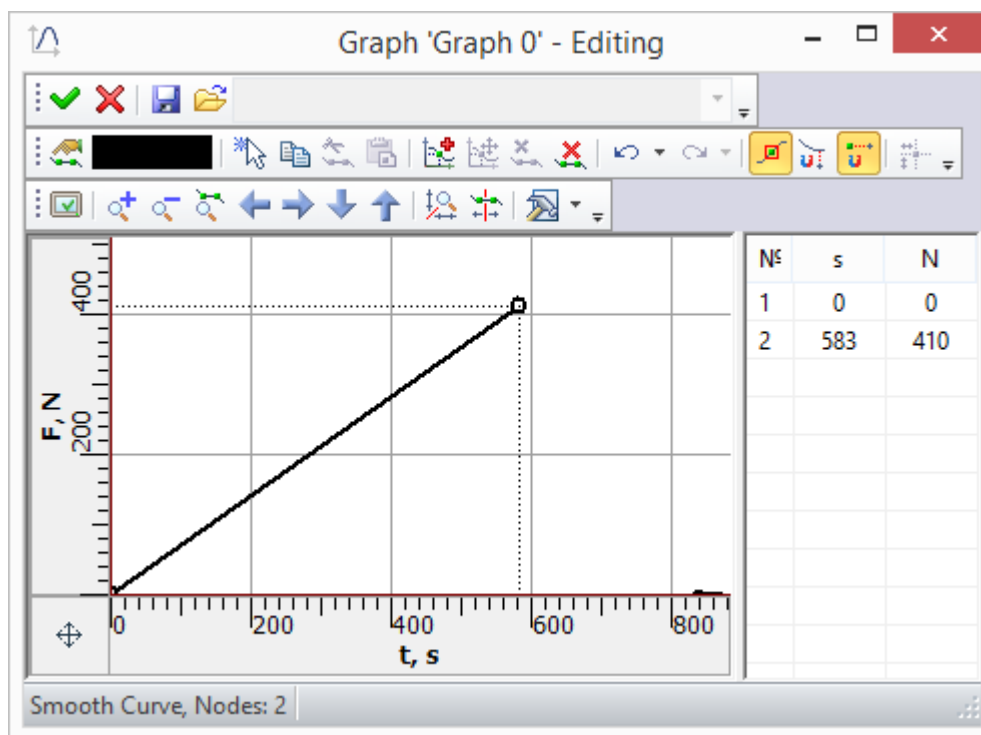 Graph 'Graph 0' - Editing
Nº s N
1 0 0
2 583 410
400
200
F, N
0 200 400 600 800
t, s
Smooth Curve, Nodes: 2